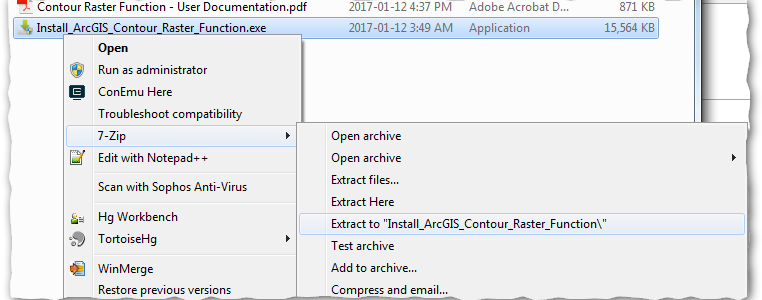 Contour Raster Function - User Documentation.pdf 2017-01-12 4:37 PM Adobe Acrobat D... 871 KB
Install_ArcGIS_Contour_Raster_Function.exe 2017-01-12 3:49 AM Application 15,564 KB
Open
Run as administrator
ConEmu Here
Troubleshoot compatibility
7-Zip
Edit with Notepad++
Scan with Sophos Anti-Virus
Hg Workbench
TortoiseHg
WinMerge
Restore previous versions
Open archive
Open archive
Extract files...
Extract Here
Extract to "Install_ArcGIS_Contour_Raster_Function\"
Test archive
Add to archive...
Compress and email...